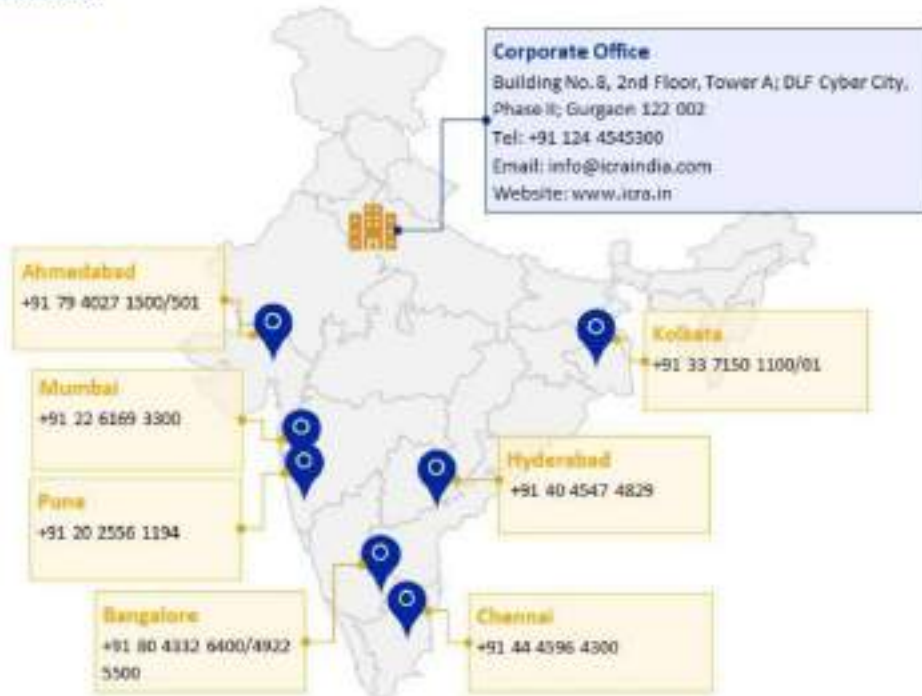 Corporate Office
Building No. 8, 2nd Floor, Tower A; DLF Cyber City,
Phase II; Gurgaon 122 002
Tel: +91 124 4545300
Email: info@icraindia.com
Website: www.icra.in
Ahmedabad
+91 79 4027 1500/501
Kolkata
+91 33 7150 1100/01
Mumbai
+91 22 6169 3300
Hyderabad
+91 40 4547 4829
Pune
+91 20 2556 1194
Bangalore
+91 80 4332 6400/4922
5500
Chennai
+91 44 4596 4300